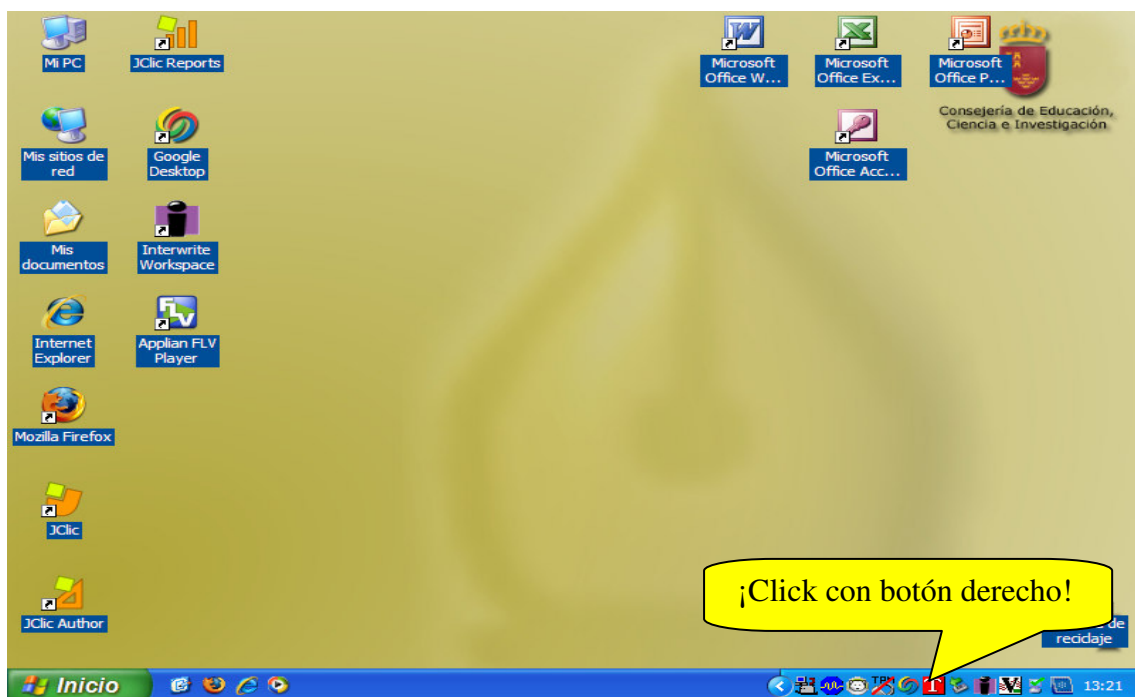 Mi PC
JClic Reports
Microsoft
Office W...
Microsoft
Office Ex...
Microsoft
Office P...
Consejería de Educación,
Ciencia e Investigación
Mis sitios de
red
Google
Desktop
Microsoft
Office Acc...
Mis
documentos
Interwrite
Workspace
Internet
Explorer
FLV
Applian FLV
Player
Mozilla Firefox
JClic
JClic Author
¡Click con botón derecho!
de
reciclaje
Inicio
13:21